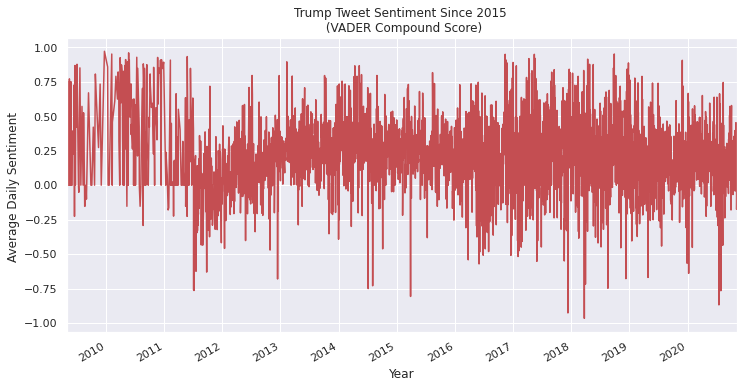 Trump Tweet Sentiment Since 2015
(VADER Compound Score)
1.00
0.75
0.50
0.25
0.00
−0.25
−0.50
−0.75
−1.00
Average Daily Sentiment
2010 2011 2012 2013 2014 2015 2016 2017 2018 2019 2020
Year